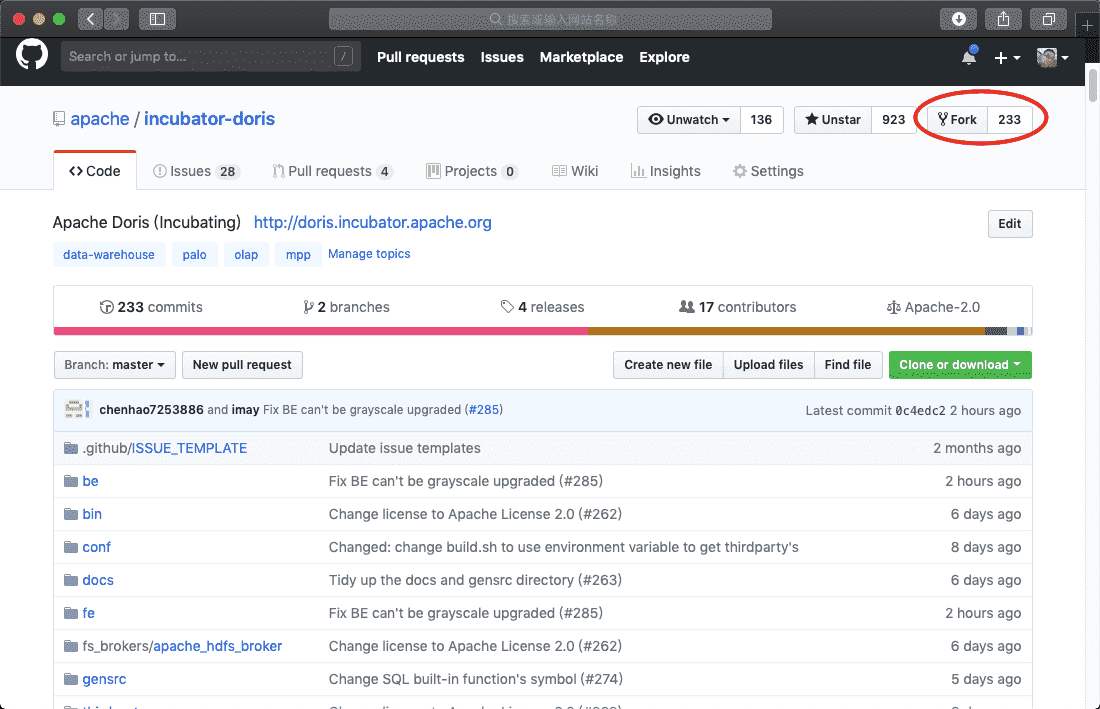 搜索或输入网站名称
Search or jump to... /
Pull requests Issues Marketplace Explore
apache / incubator-doris
Unwatch 136 Unstar 923 Fork 233
Code Issues 28 Pull requests 4 Projects 0 Wiki Insights Settings
Apache Doris (Incubating) http://doris.incubator.apache.org Edit
data-warehouse palo olap mpp Manage topics
233 commits 2 branches 4 releases 17 contributors Apache-2.0
Branch: master New pull request Create new file Upload files Find file Clone or download
chenhao7253886 and imay Fix BE can't be grayscale upgraded (#285) Latest commit 0c4edc2 2 hours ago
.github/ISSUE_TEMPLATE Update issue templates 2 months ago
be Fix BE can't be grayscale upgraded (#285) 2 hours ago
bin Change license to Apache License 2.0 (#262) 6 days ago
conf Changed: change build.sh to use environment variable to get thirdparty's 8 days ago
docs Tidy up the docs and gensrc directory (#263) 6 days ago
fe Fix BE can't be grayscale upgraded (#285) 2 hours ago
fs_brokers/apache_hdfs_broker Change license to Apache License 2.0 (#262) 6 days ago
gensrc Change SQL built-in function's symbol (#274) 5 days ago